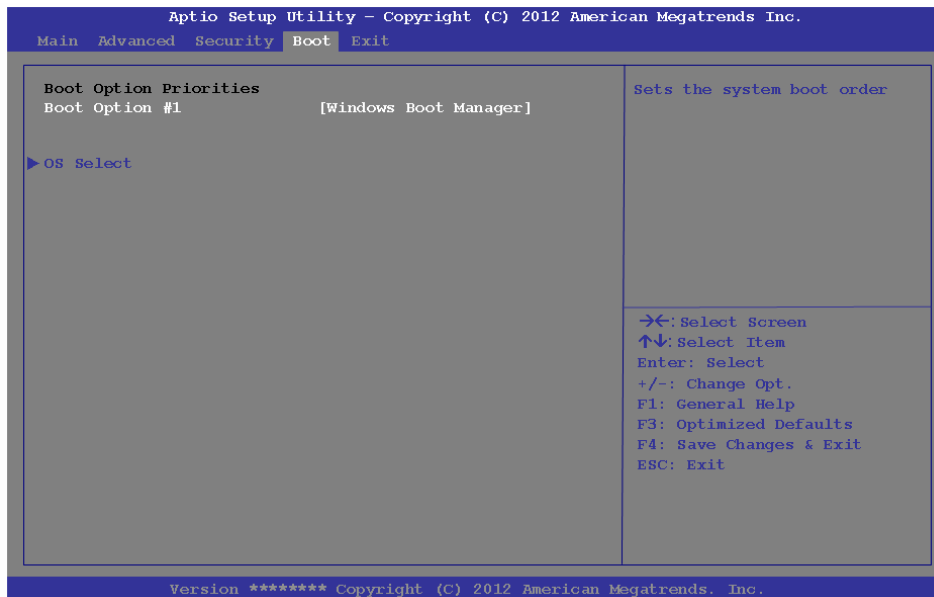 Aptio Setup Utility – Copyright (C) 2012 American Megatrends Inc.
Main Advanced Security Boot Exit
Boot Option Priorities
Boot Option #1 [Windows Boot Manager]
▶OS Select
Sets the system boot order
→←:Select Screen
↑↓:Select Item
Enter: Select
+/-: Change Opt.
F1: General Help
F3: Optimized Defaults
F4: Save Changes & Exit
ESC: Exit
Version ******** Copyright (C) 2012 American Megatrends. Inc.